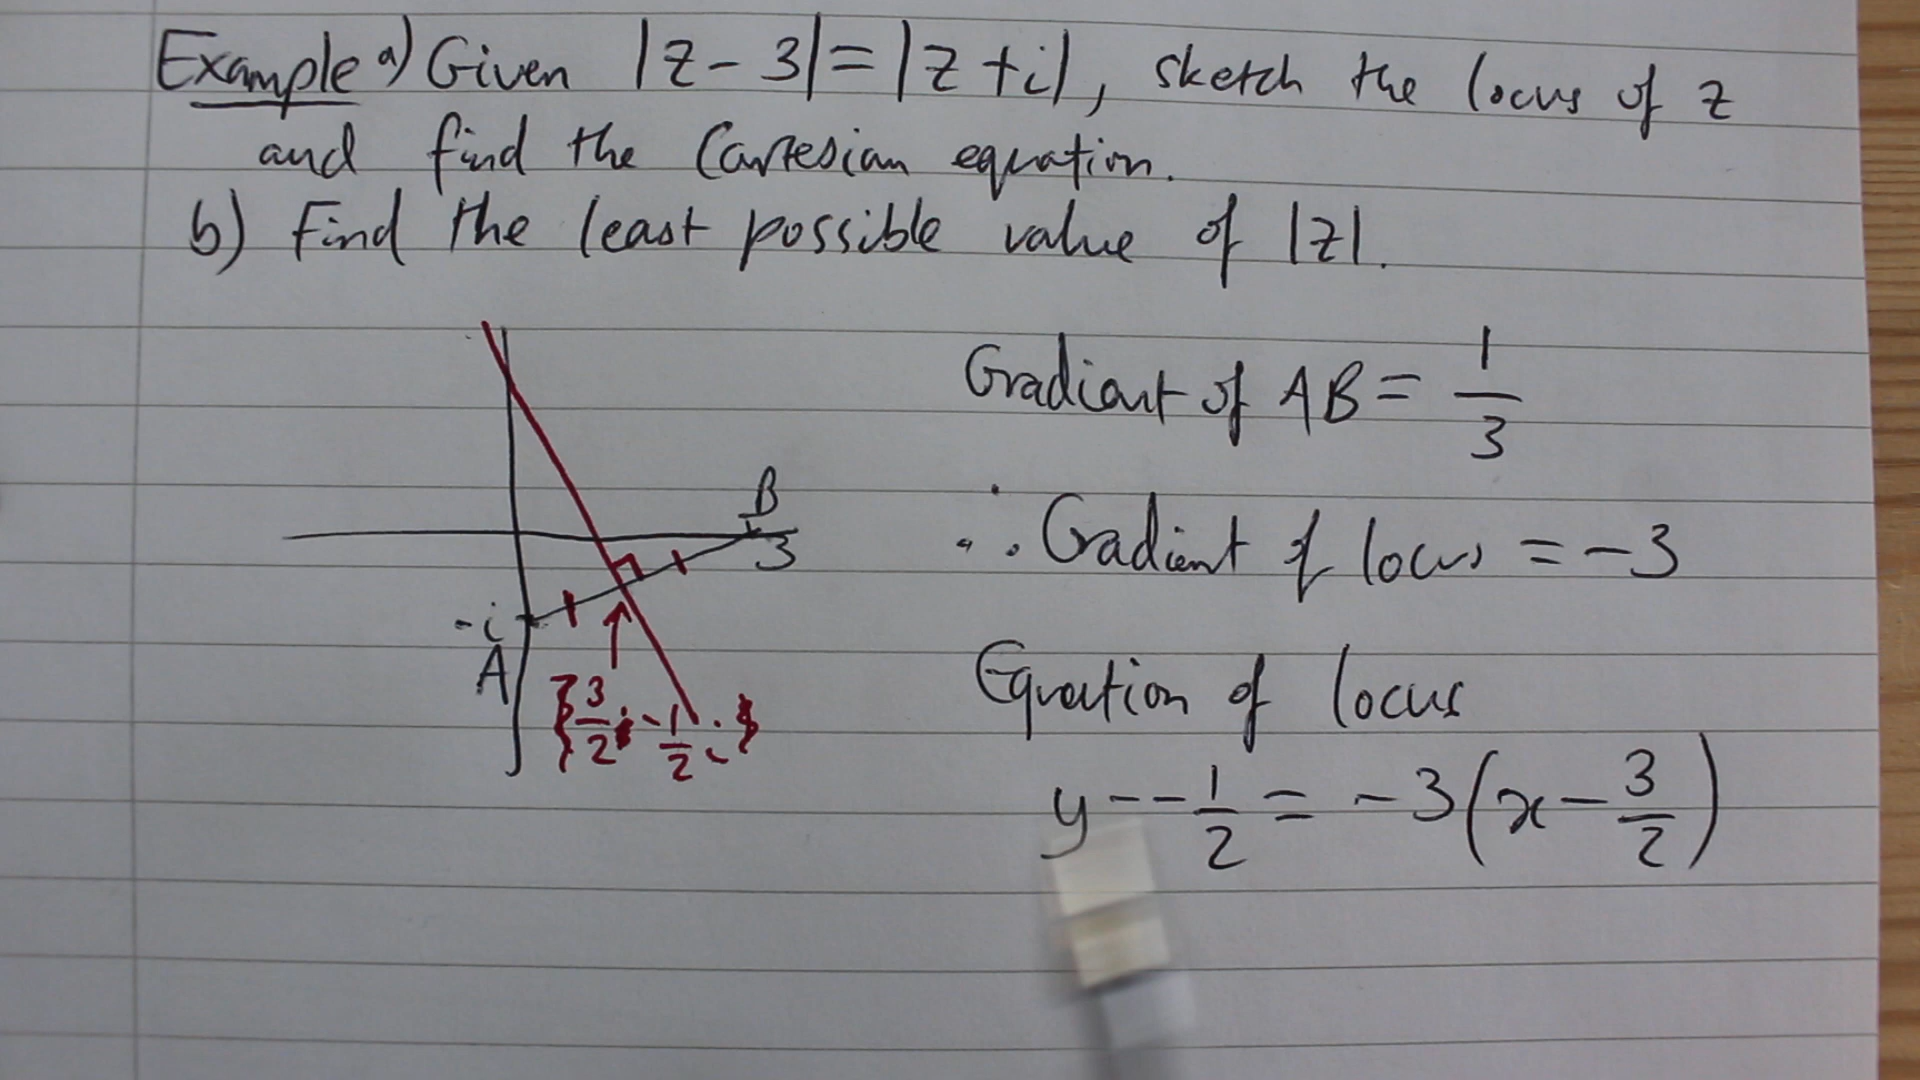 Example a) Given |z - 3| = |z + i|, sketch the locus of z
and find the Cartesian equation.
b) Find the least possible value of |z|.
Gradient of AB = 1/3
∴ Gradient of locus = -3
B
3
-i
A
3/2 - 1/2 i
Equation of locus
y - - 1/2 = -3(x - 3/2)